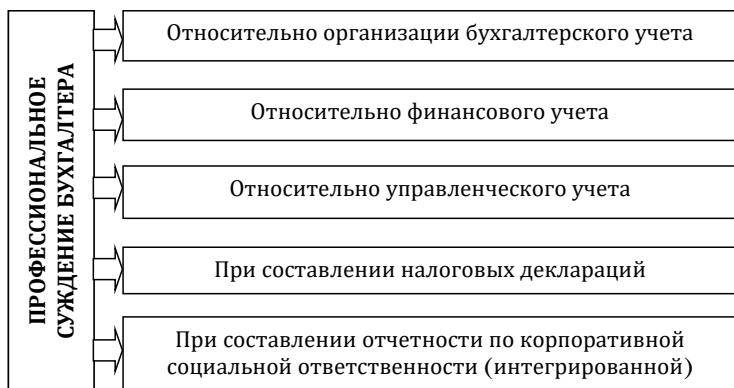 ПРОФЕССИОНАЛЬНОЕ
СУЖДЕНИЕ БУХГАЛТЕРА
Относительно организации бухгалтерского учета
Относительно финансового учета
Относительно управленческого учета
При составлении налоговых деклараций
При составлении отчетности по корпоративной
социальной ответственности (интегрированной)